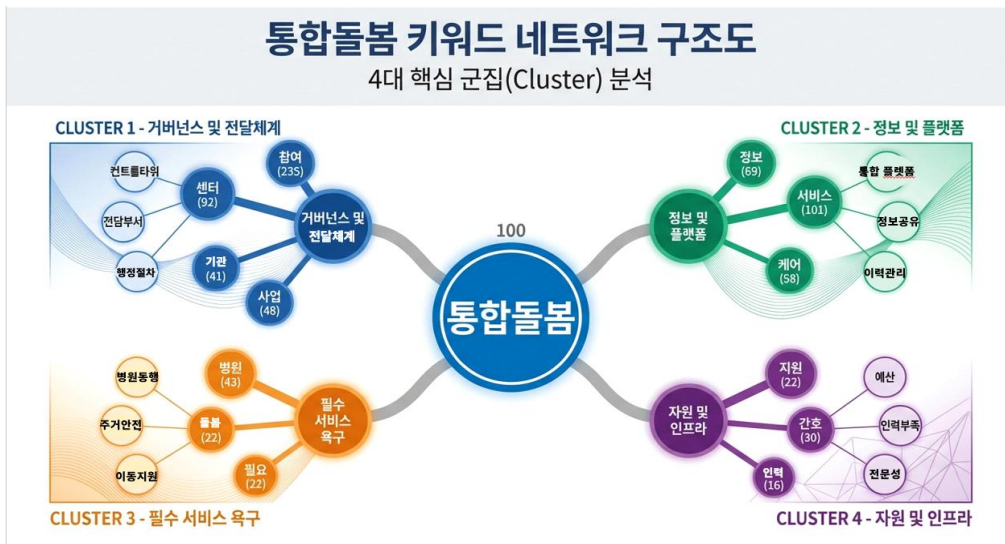 통합돌봄 키워드 네트워크 구조도
4대 핵심 군집(Cluster) 분석
CLUSTER 1 - 거버넌스 및 전달체계
컨트롤타워
전담부서
행정절차
센터
(92)
참여
(235)
기관
(41)
사업
(48)
거버넌스 및
전달체계
CLUSTER 2 - 정보 및 플랫폼
정보 및
플랫폼
정보
(69)
서비스
(101)
케어
(58)
통합 플렛폼
정보공유
이력관리
100
통합돌봄
병원동행
주거안전
이동지원
병원
(43)
돌봄
(22)
필요
(22)
필수
서비스
욕구
CLUSTER 3 - 필수 서비스 욕구
자원 및
인프라
지원
(22)
간호
(30)
인력
(16)
예산
인력부족
전문성
CLUSTER 4 - 자원 및 인프라